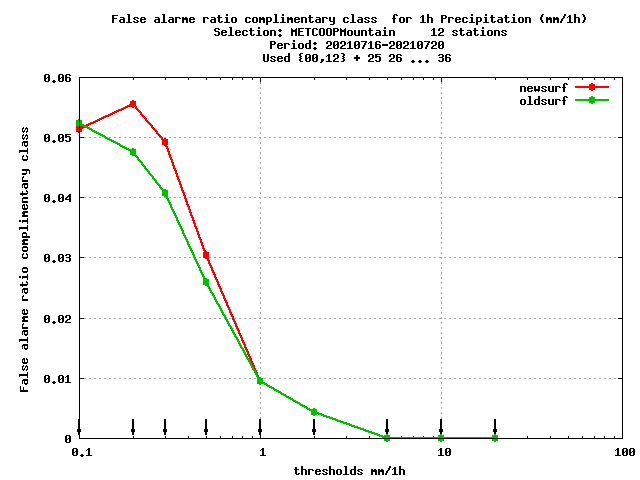 False alarme ratio complimentary class  for 1h Precipitation (mm/1h)
Selection: METCOOPMountain     12 stations
Period: 20210716-20210720
Used {00,12} + 25 26 ... 36
newsurf
oldsurf
0.06
0.05
0.04
0.03
0.02
0.01
0
False alarme ratio complimentary class
0.1 1 10 100
thresholds mm/1h